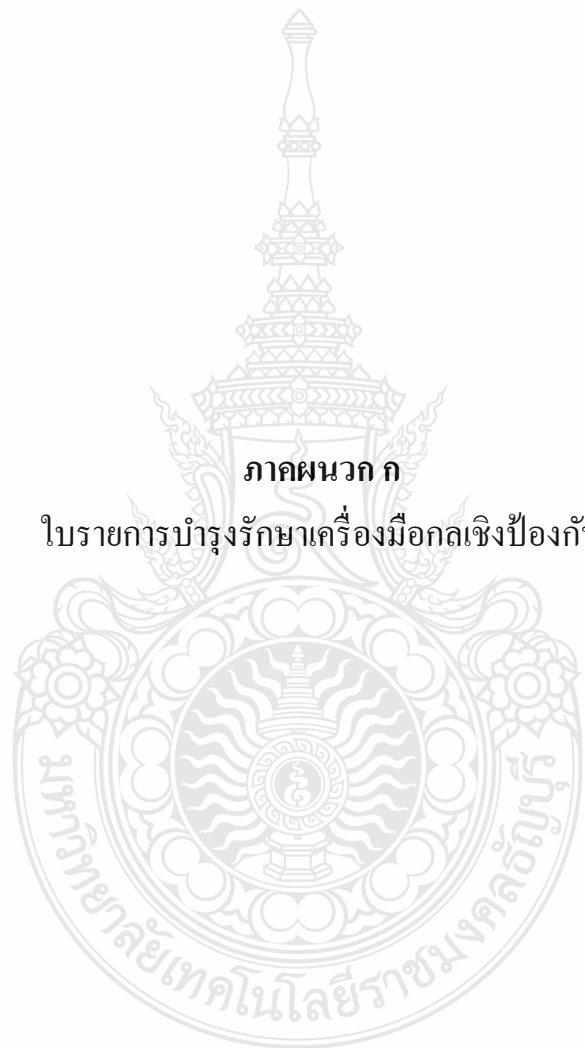 ภาคผนวก ก
ใบรายการบำรุงรักษาเครื่องมือกลเชิงป้องกั
มหาวิทยาลัยเทคโนโลยีราชมงคลธัญบุรี